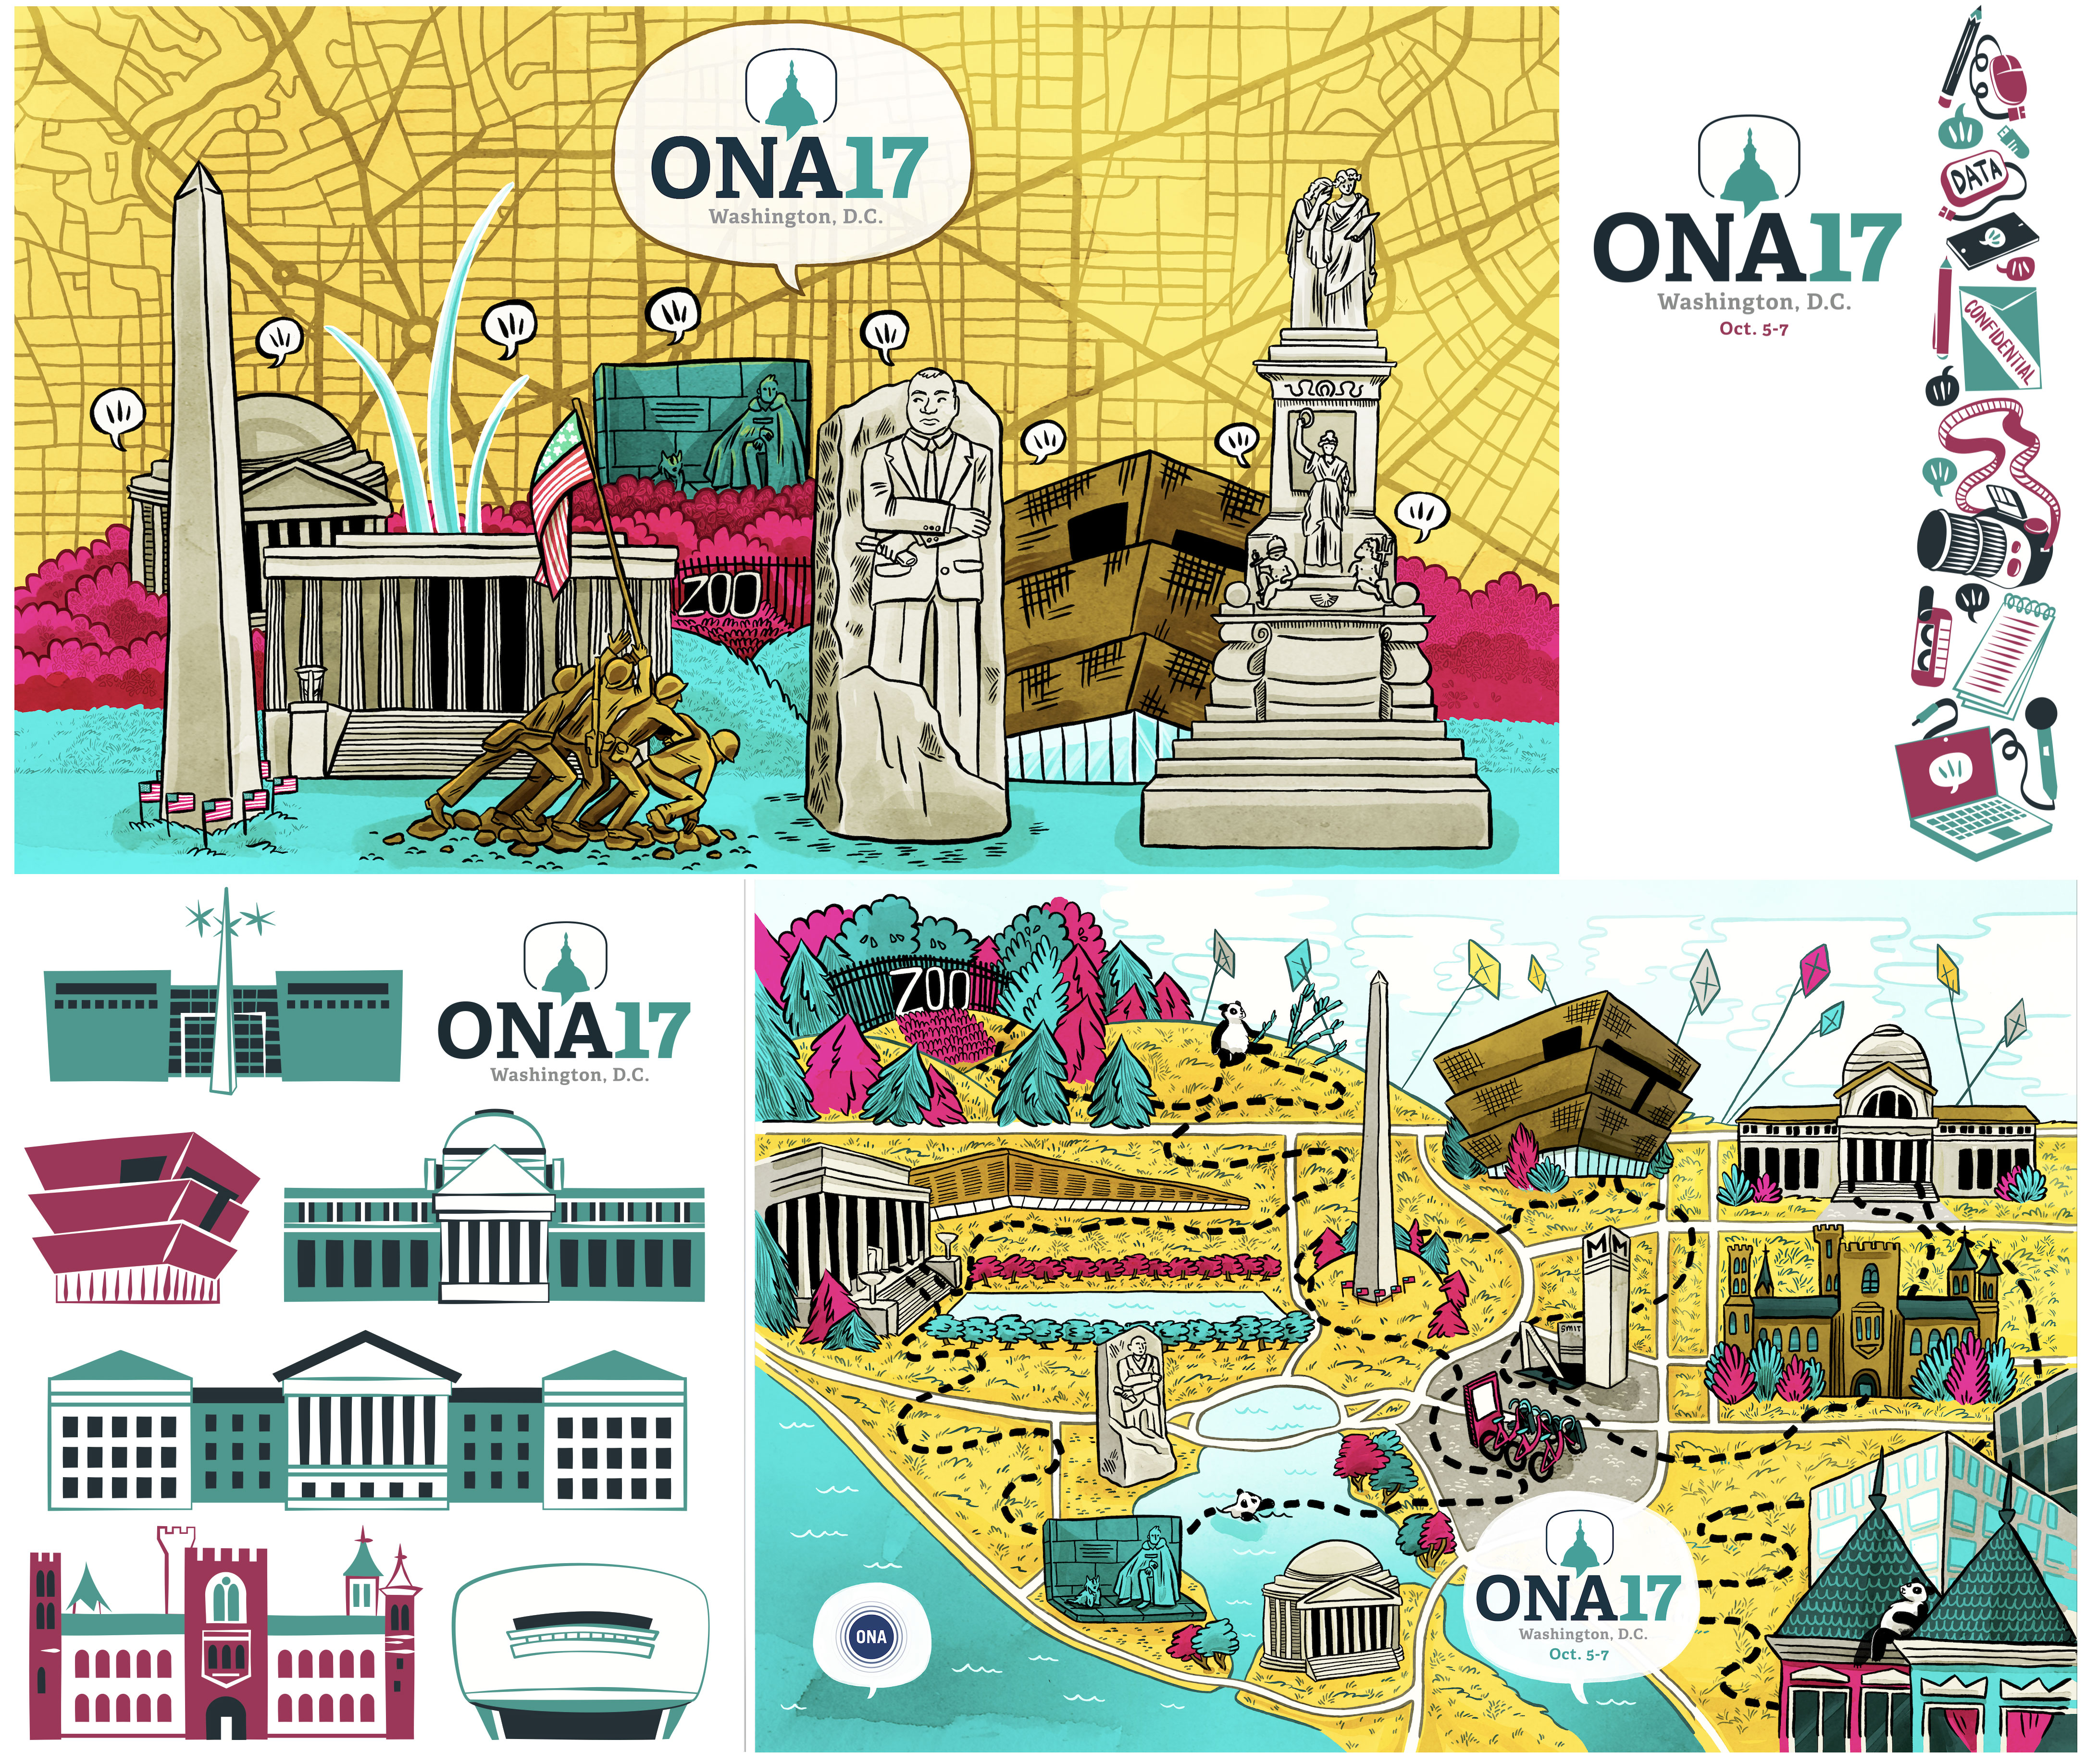 ONA17
Washington, D.C.
ZOO
ONA17
Washington, D.C.
Oct. 5-7
DATA
CONFIDENTIAL
ONA17
Washington, D.C.
ZOO
M M
SMIT
ONA
ONA17
Washington, D.C.
Oct. 5-7